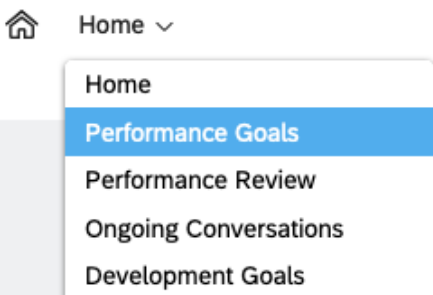 Home
Home
Performance Goals
Performance Review
Ongoing Conversations
Development Goals